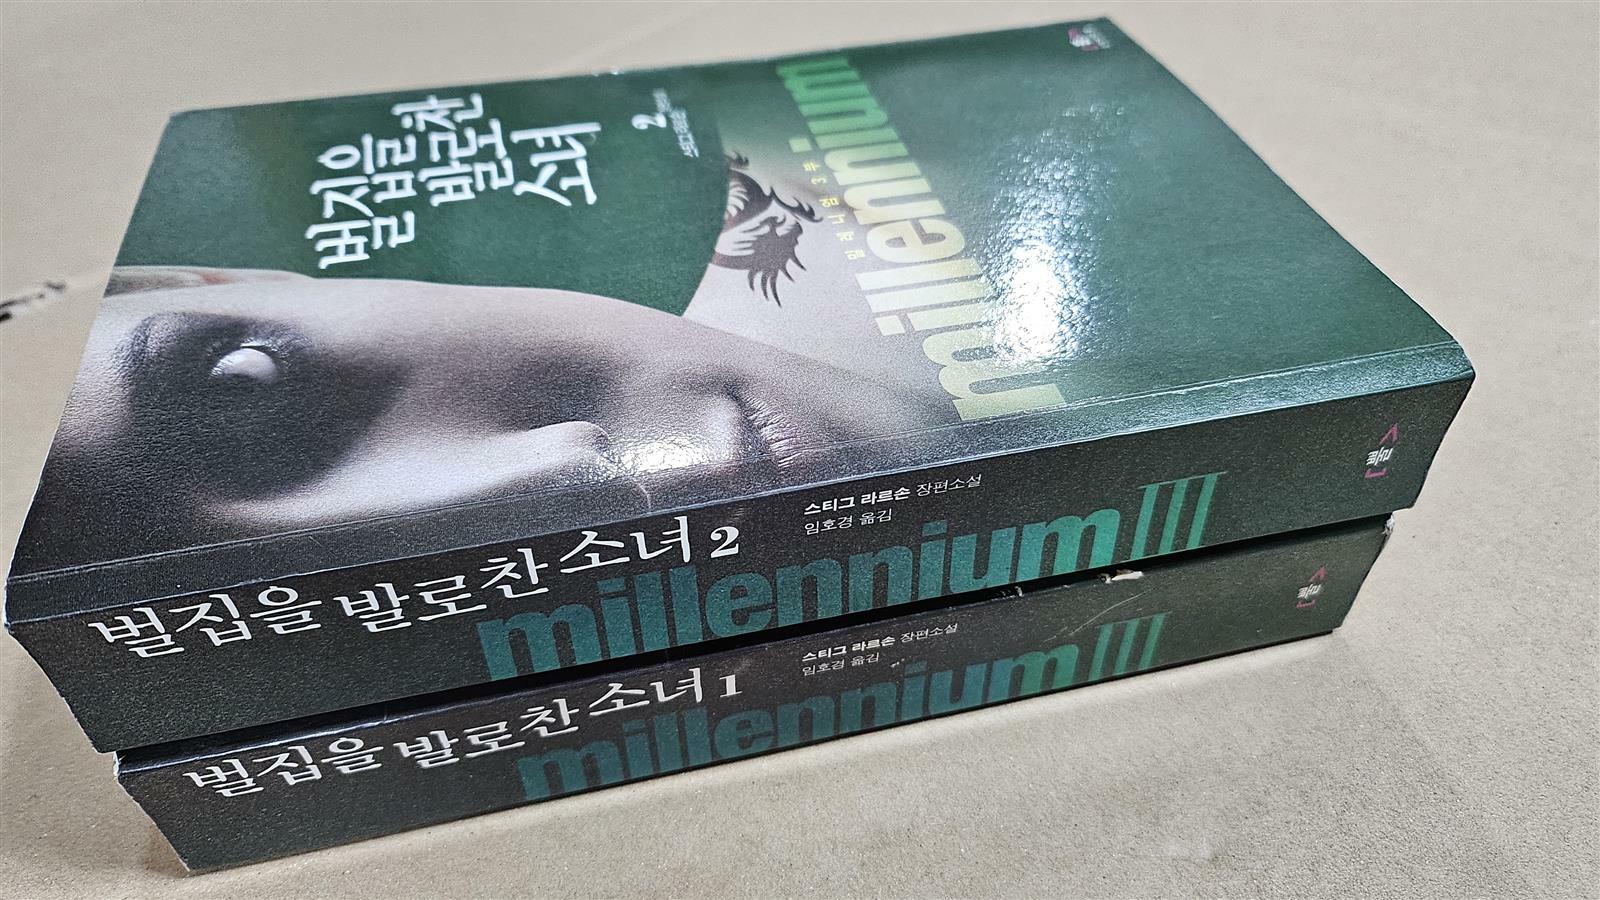 벌집을
발로찬
소녀
2
밀레니엄 3부
millennium
벌집을 발로찬 소녀 2
스티그 라르손 장편소설
임호경 옮김
millennium III
뿔
벌집을 발로찬 소녀 1
스티그 라르손 장편소설
임호경 옮김
millennium III
뿔